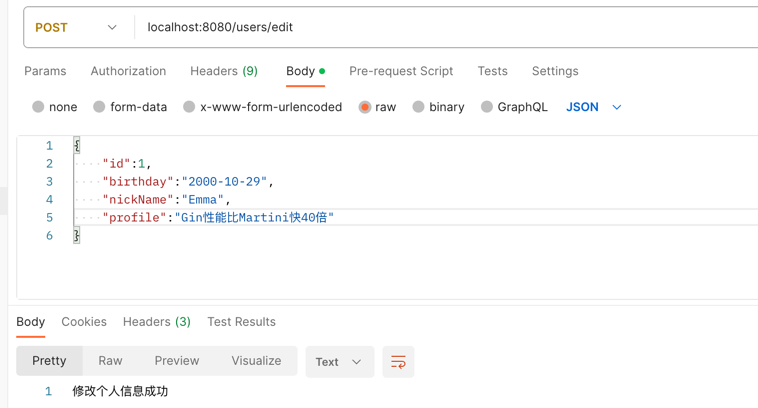 POST localhost:8080/users/edit
Params Authorization Headers (9) Body Pre-request Script Tests Settings
none form-data x-www-form-urlencoded raw binary GraphQL JSON
1 {
2 "id":1,
3 "birthday":"2000-10-29",
4 "nickName":"Emma",
5 "profile":"Gin性能比Martini快40倍"
6 }
Body Cookies Headers (3) Test Results
Pretty Raw Preview Visualize Text
1 修改个人信息成功